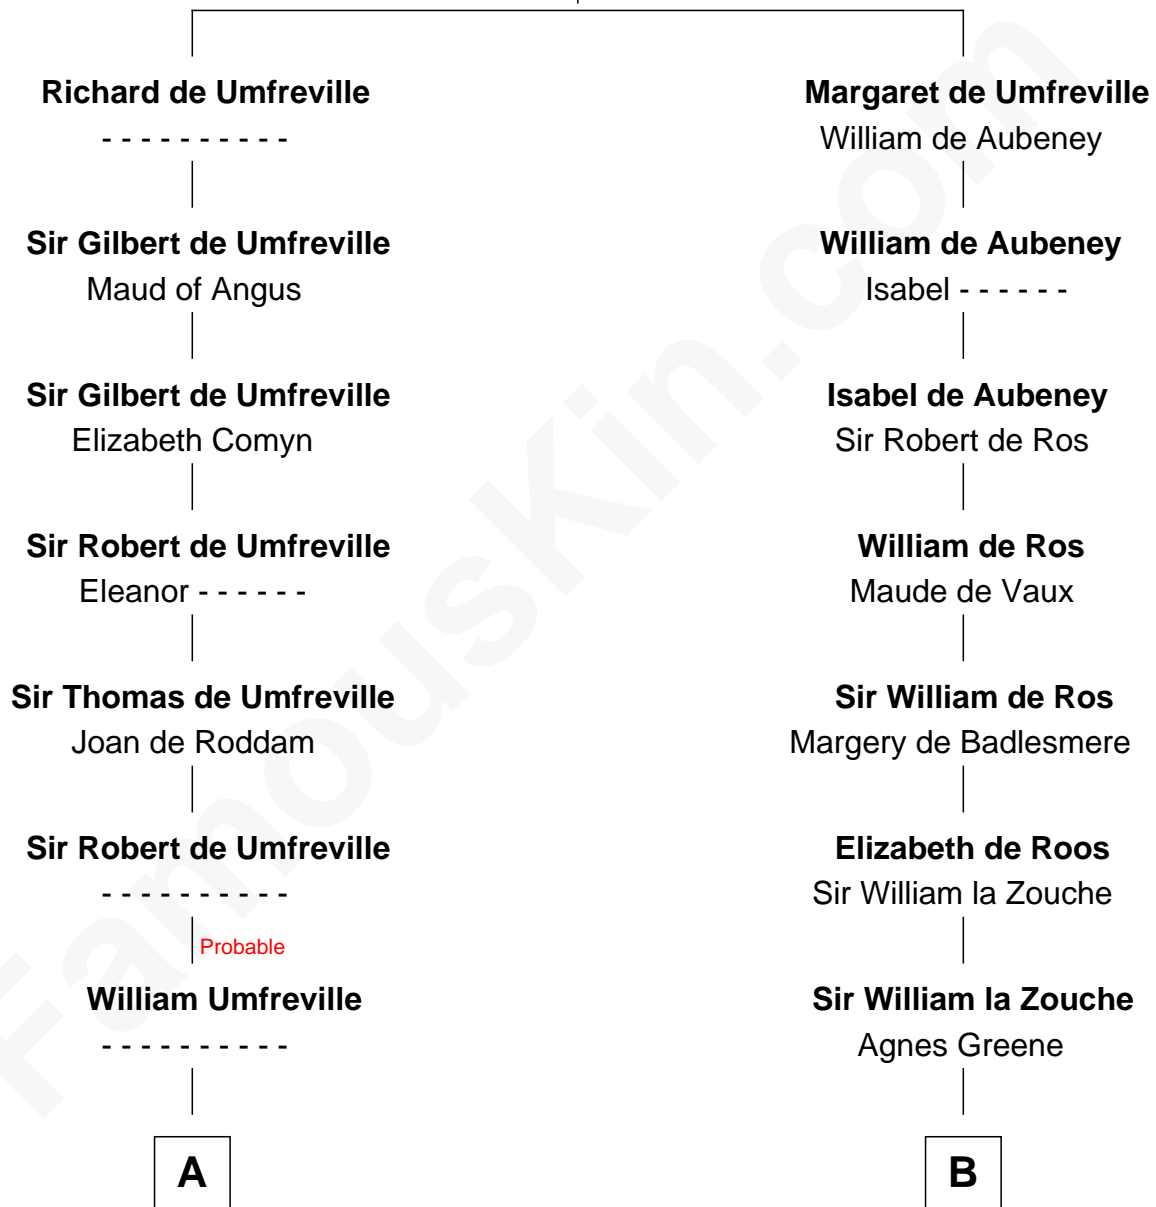 Richard de Umfreville
- - - - - - - - - -
Sir Gilbert de Umfreville
Maud of Angus
Sir Gilbert de Umfreville
Elizabeth Comyn
Sir Robert de Umfreville
Eleanor - - - - - -
Sir Thomas de Umfreville
Joan de Roddam
Sir Robert de Umfreville
- - - - - - - - - -
Probable
William Umfreville
- - - - - - - - - -
A
Margaret de Umfreville
William de Aubeney
William de Aubeney
Isabel - - - - - -
Isabel de Aubeney
Sir Robert de Ros
William de Ros
Maude de Vaux
Sir William de Ros
Margery de Badlesmere
Elizabeth de Roos
Sir William la Zouche
Sir William la Zouche
Agnes Greene
B
FamousKin.com